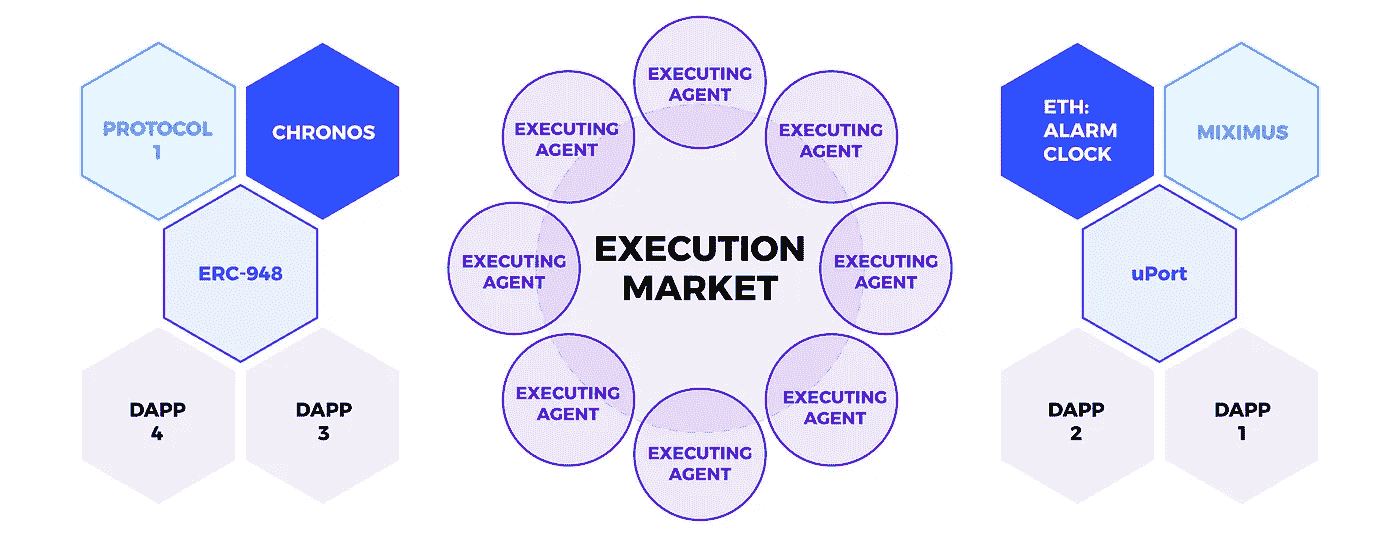 PROTOCOL
1
CHRONOS
ERC-948
DAPP
4
DAPP
3
EXECUTING
AGENT
EXECUTING
AGENT
EXECUTING
AGENT
EXECUTING
AGENT
EXECUTION
MARKET
EXECUTING
AGENT
EXECUTING
AGENT
EXECUTING
AGENT
EXECUTING
AGENT
ETH:
ALARM
CLOCK
MIXIMUS
uPort
DAPP
2
DAPP
1